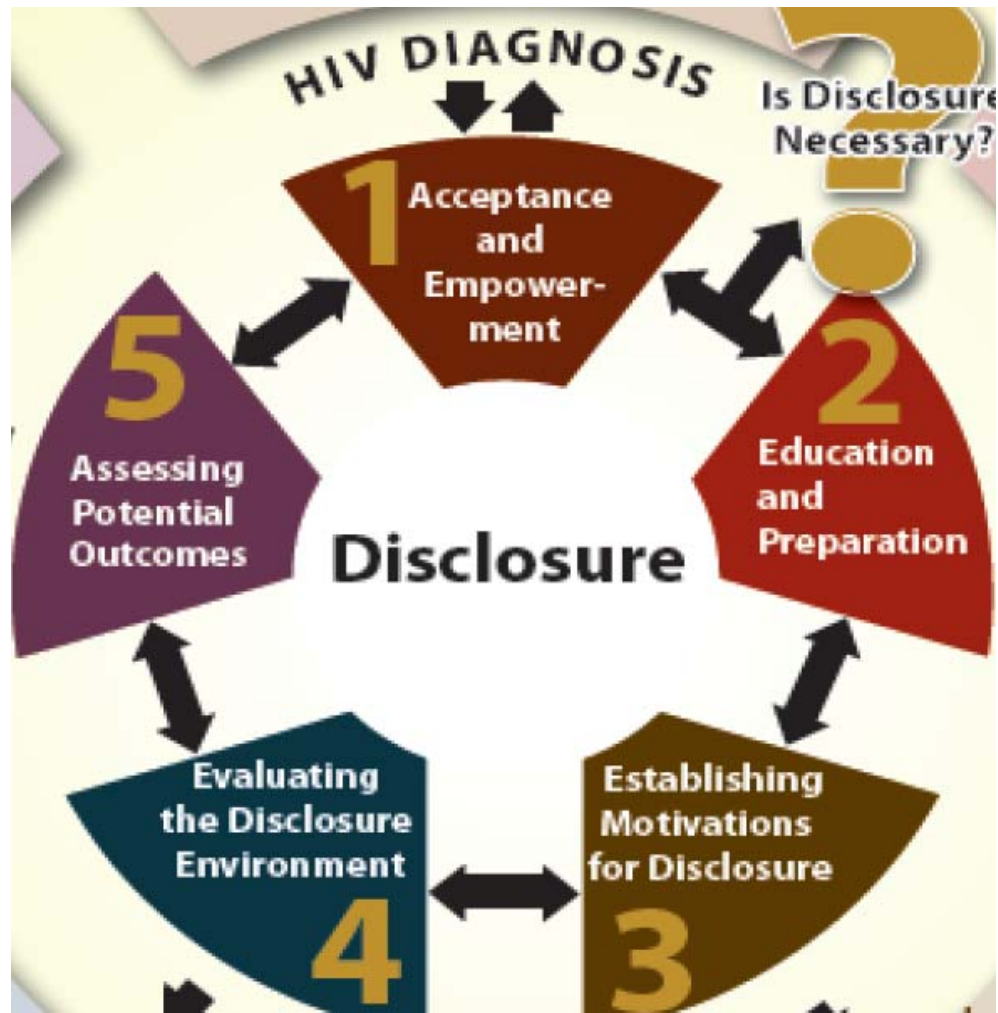 HIV DIAGNOSIS
?
Is Disclosure
Necessary?
1
Acceptance
and
Empower-
ment
2
Education
and
Preparation
3
Establishing
Motivations
for Disclosure
4
Evaluating
the Disclosure
Environment
5
Assessing
Potential
Outcomes
Disclosure